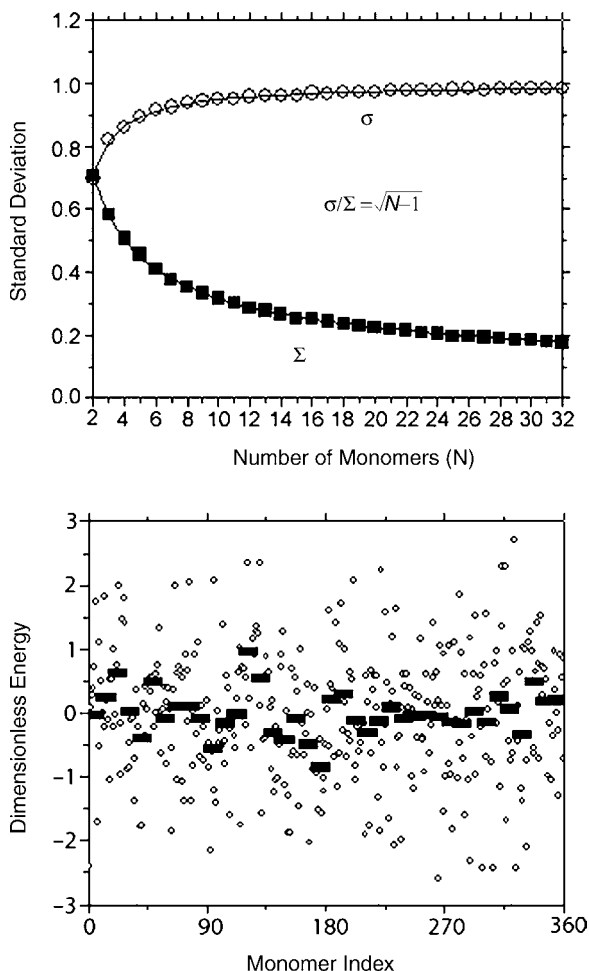 1.2
1.0
0.8
0.6
0.4
0.2
0.0
Standard Deviation
σ
σ/Σ = √N–1
Σ
2 4 6 8 10 12 14 16 18 20 22 24 26 28 30 32
Number of Monomers (N)
3
2
1
0
–1
–2
–3
Dimensionless Energy
0 90 180 270 360
Monomer Index